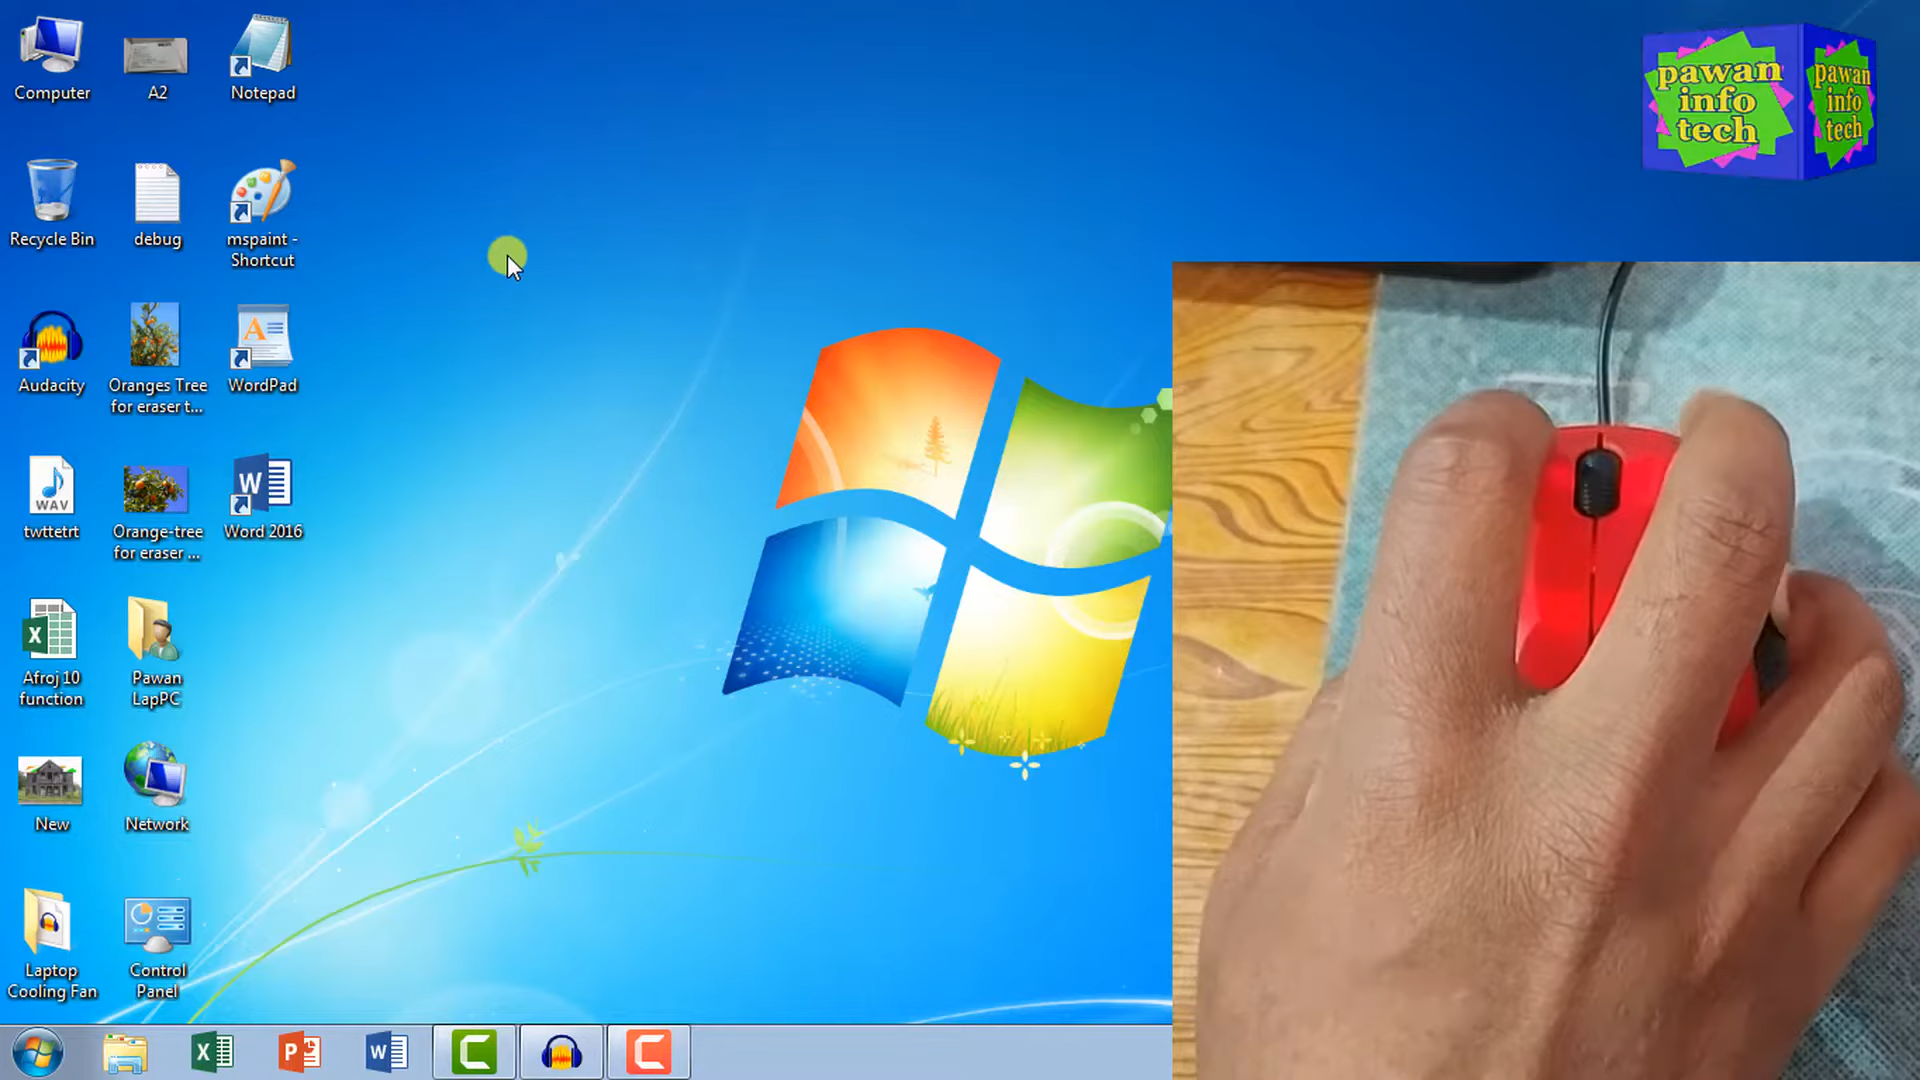 Computer
A2
Notepad
Recycle Bin
debug
mspaint -
Shortcut
A
Audacity
Oranges Tree
for eraser t...
WordPad
WAV
W
twttetrt
Orange-tree
for eraser ...
Word 2016
X
Afroj 10
function
Pawan
LapPC
New
Network
Laptop
Cooling Fan
Control
Panel
X
P
W
C
C
pawan
info
tech
pawan
info
tech